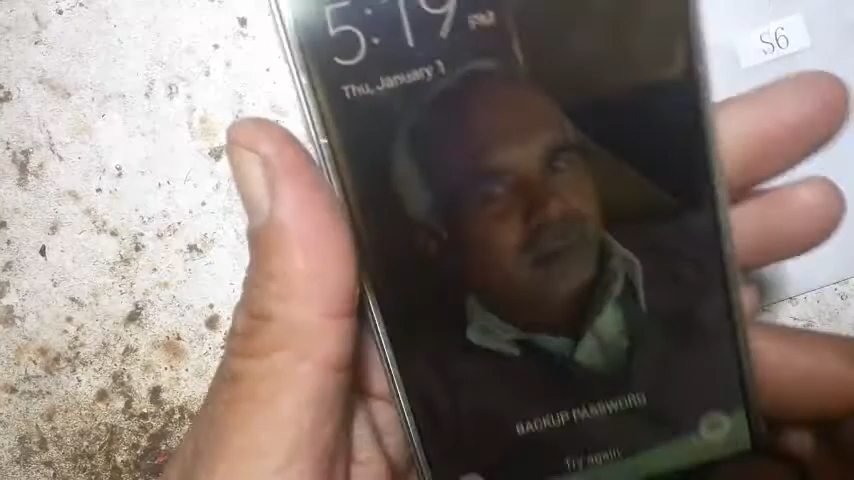 5:19 PM
S6
Thu, January 1
BACKUP PASSWORD
Try again.